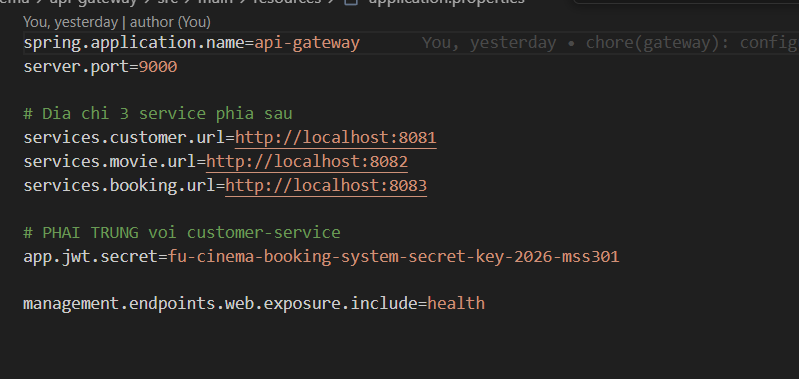 api-gateway / src / main / resources / application.properties
You, yesterday | author (You)
spring.application.name=api-gateway You, yesterday • chore(gateway): config
server.port=9000
# Dia chi 3 service phia sau
services.customer.url=http://localhost:8081
services.movie.url=http://localhost:8082
services.booking.url=http://localhost:8083
# PHAI TRUNG voi customer-service
app.jwt.secret=fu-cinema-booking-system-secret-key-2026-mss301
management.endpoints.web.exposure.include=health